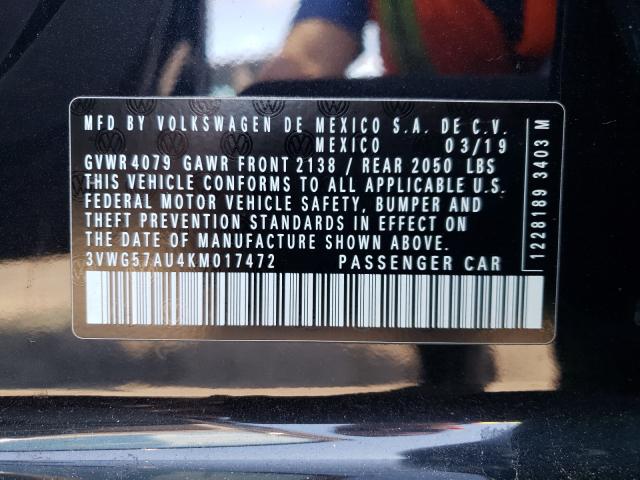 MFD BY VOLKSWAGEN DE MEXICO S.A. DE C.V.
MEXICO 03/19
GVWR 4079 GAWR FRONT 2138 / REAR 2050 LBS
THIS VEHICLE CONFORMS TO ALL APPLICABLE U.S.
FEDERAL MOTOR VEHICLE SAFETY, BUMPER AND
THEFT PREVENTION STANDARDS IN EFFECT ON
THE DATE OF MANUFACTURE SHOWN ABOVE.
3VWG57AU4KM017472 PASSENGER CAR
1228189 3403 M